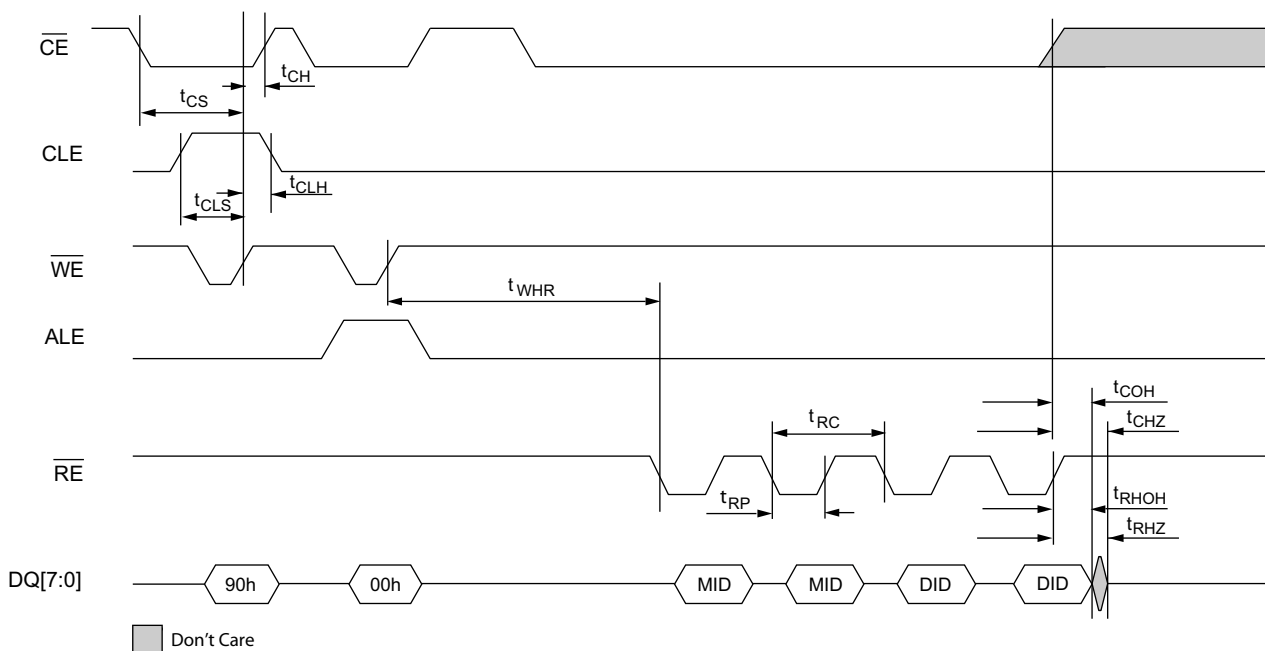 CE
tCH
tCS
CLE
tCLH
tCLS
WE
tWHR
ALE
tCOH
tRC
tCHZ
RE
tRP
tRHOH
tRHZ
DQ[7:0]
90h
00h
MID
MID
DID
DID
Don't Care